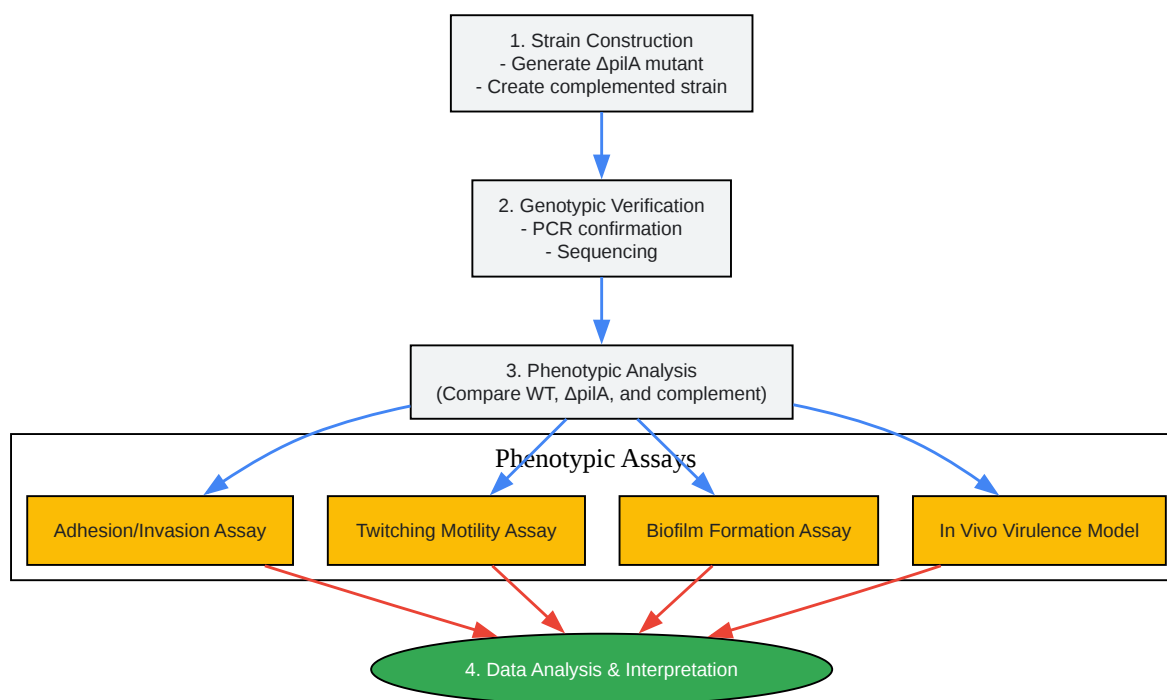 1. Strain Construction
- Generate ΔpilA mutant
- Create complemented strain
2. Genotypic Verification
- PCR confirmation
- Sequencing
3. Phenotypic Analysis
(Compare WT, ΔpilA, and complement)
Phenotypic Assays
Adhesion/Invasion Assay
Twitching Motility Assay
Biofilm Formation Assay
In Vivo Virulence Model
4. Data Analysis & Interpretation